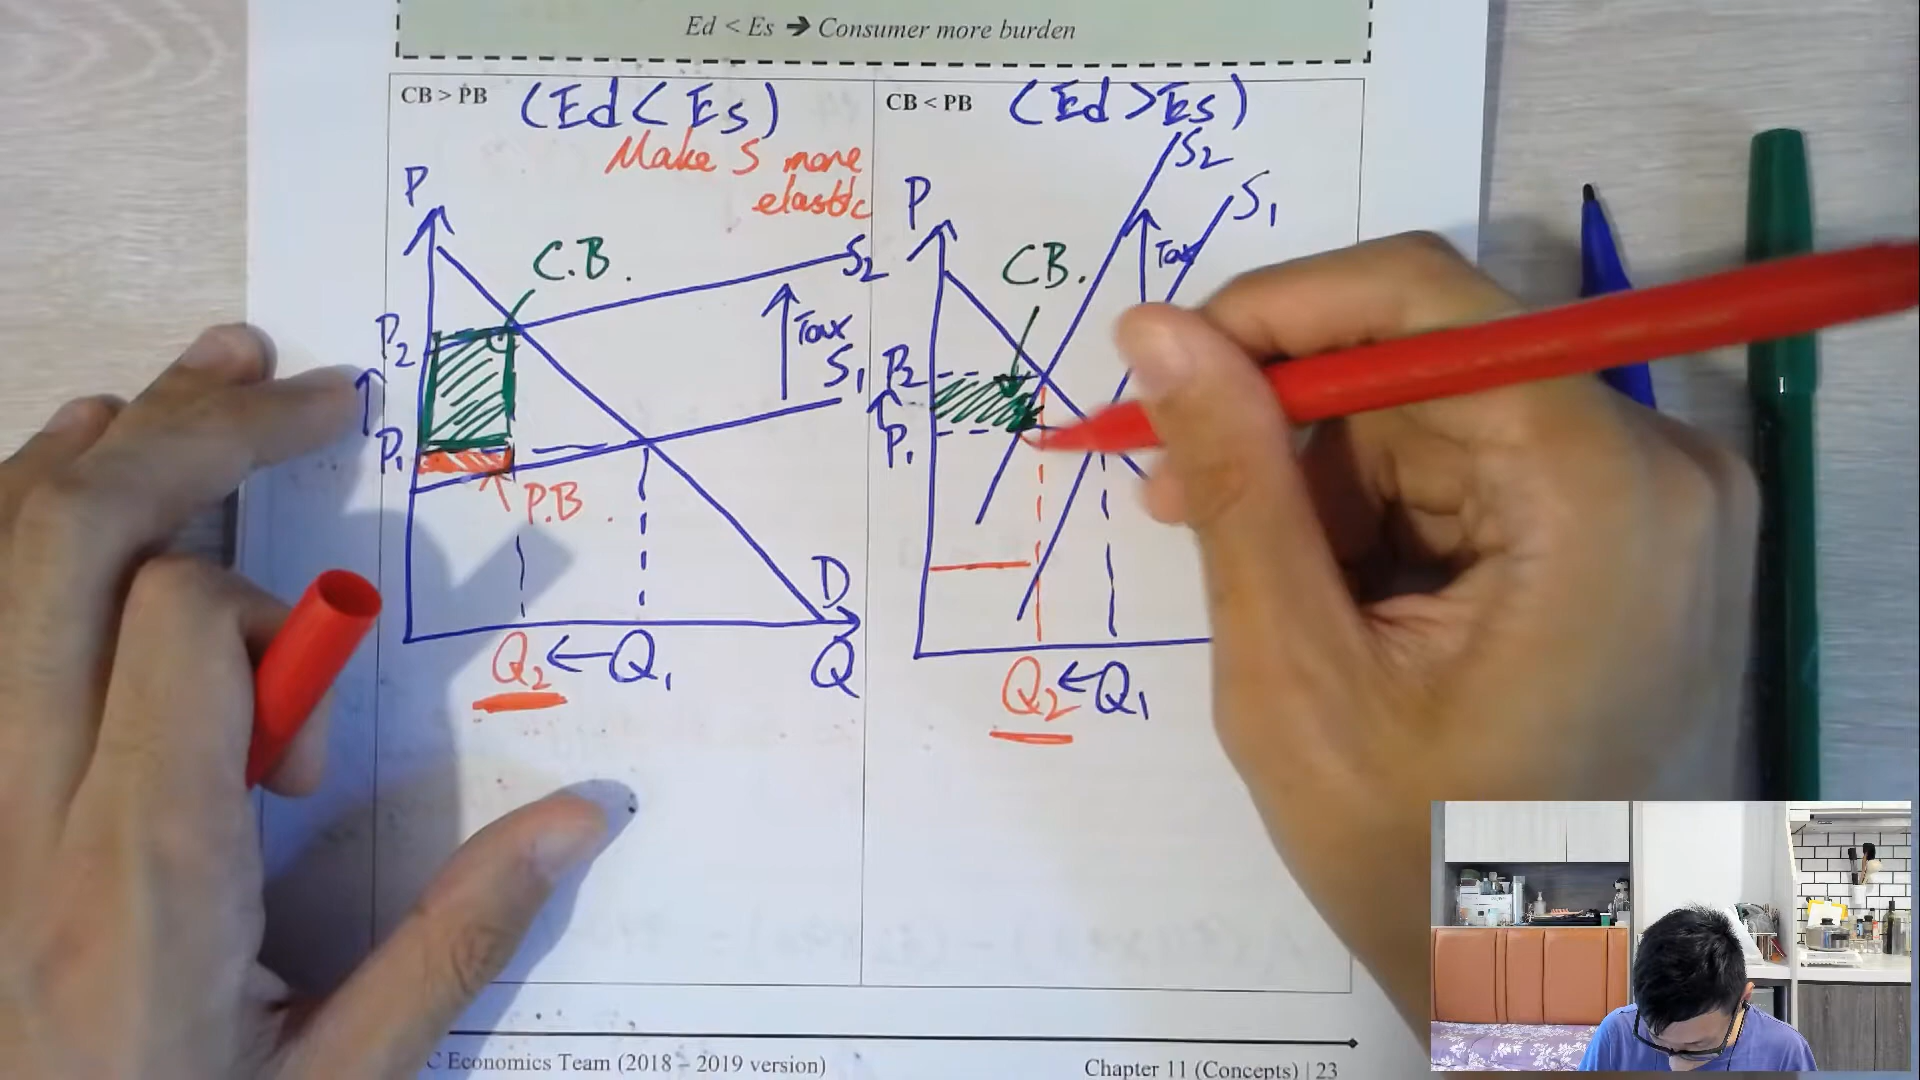 Ed < Es ➔ Consumer more burden
CB > PB (Ed < Es)
Make S more
elastic
P
C.B.
S2
P2
Tax
S1
P1
P.B.
D
Q2 ← Q1
Q
CB < PB (Ed > Es)
S2
S1
P
CB.
Tax
P2
P1
Q2 ← Q1
C Economics Team (2018 – 2019 version)
Chapter 11 (Concepts) | 23